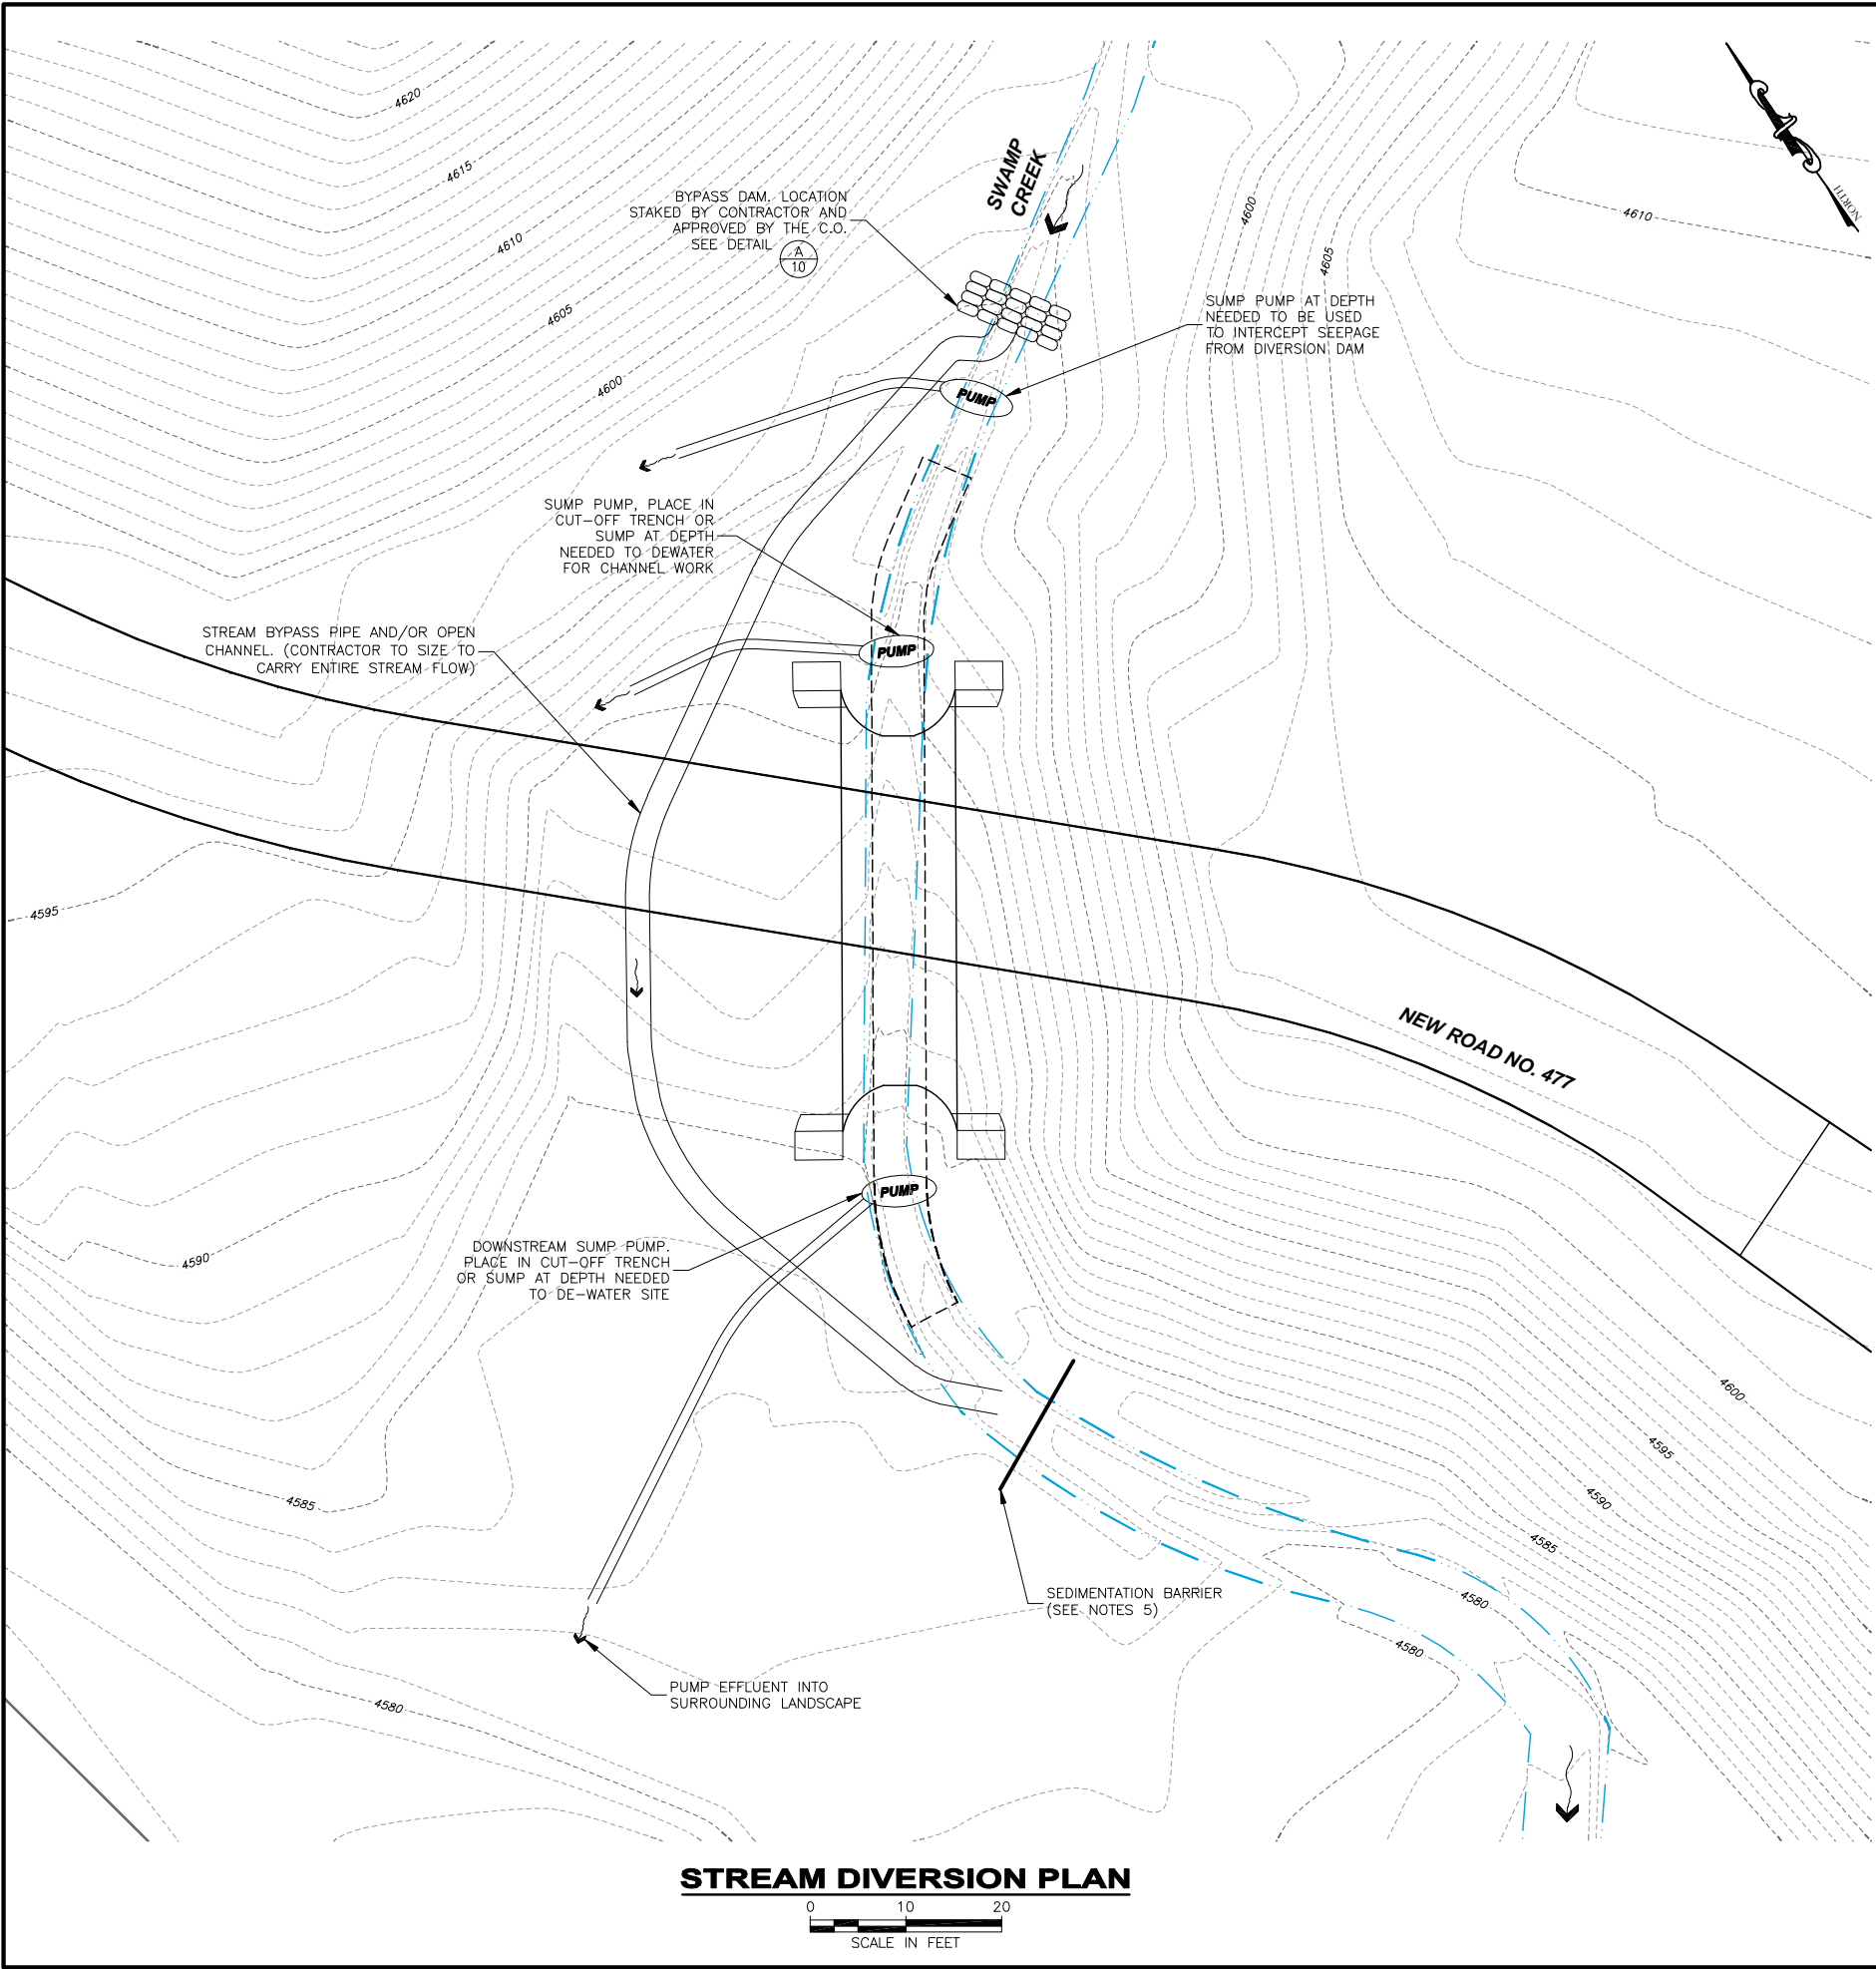 4620
4615
4610
4605
4600
SWAMP
CREEK
4600
4605
4610
NORTH
BYPASS DAM. LOCATION
STAKED BY CONTRACTOR AND
APPROVED BY THE C.O.
SEE DETAIL
A
10
SUMP PUMP AT DEPTH
NEEDED TO BE USED
TO INTERCEPT SEEPAGE
FROM DIVERSION DAM
PUMP
SUMP PUMP, PLACE IN
CUT-OFF TRENCH OR
SUMP AT DEPTH
NEEDED TO DEWATER
FOR CHANNEL WORK
PUMP
STREAM BYPASS PIPE AND/OR OPEN
CHANNEL. (CONTRACTOR TO SIZE TO
CARRY ENTIRE STREAM FLOW)
4595
NEW ROAD NO. 477
PUMP
DOWNSTREAM SUMP PUMP.
PLACE IN CUT-OFF TRENCH
OR SUMP AT DEPTH NEEDED
TO DE-WATER SITE
4590
4585
4580
4600
4595
4590
4585
4580
4580
SEDIMENTATION BARRIER
(SEE NOTES 5)
PUMP EFFLUENT INTO
SURROUNDING LANDSCAPE
STREAM DIVERSION PLAN
0 10 20
SCALE IN FEET